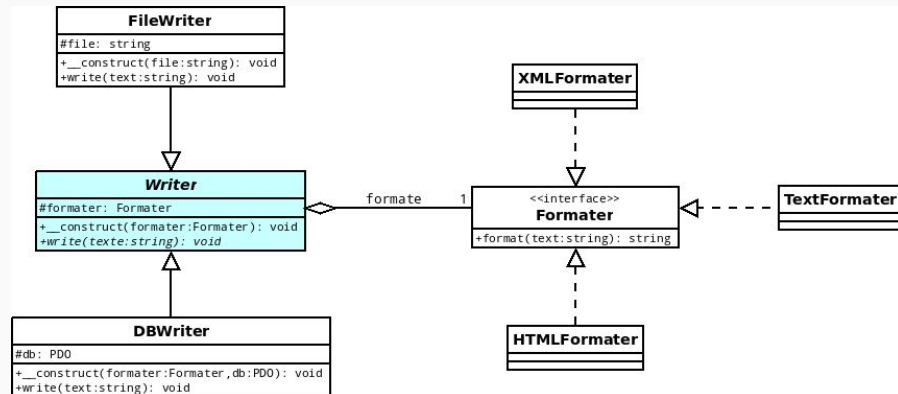 FileWriter
#file: string
+__construct(file:string): void
+write(text:string): void
XMLFormater
Writer
#formater: Formater
+__construct(formater:Formater): void
+write(texte:string): void
formate
1
<<interface>>
Formater
+format(text:string): string
TextFormater
DBWriter
#db: PDO
+__construct(formater:Formater,db:PDO): void
+write(text:string): void
HTMLFormater